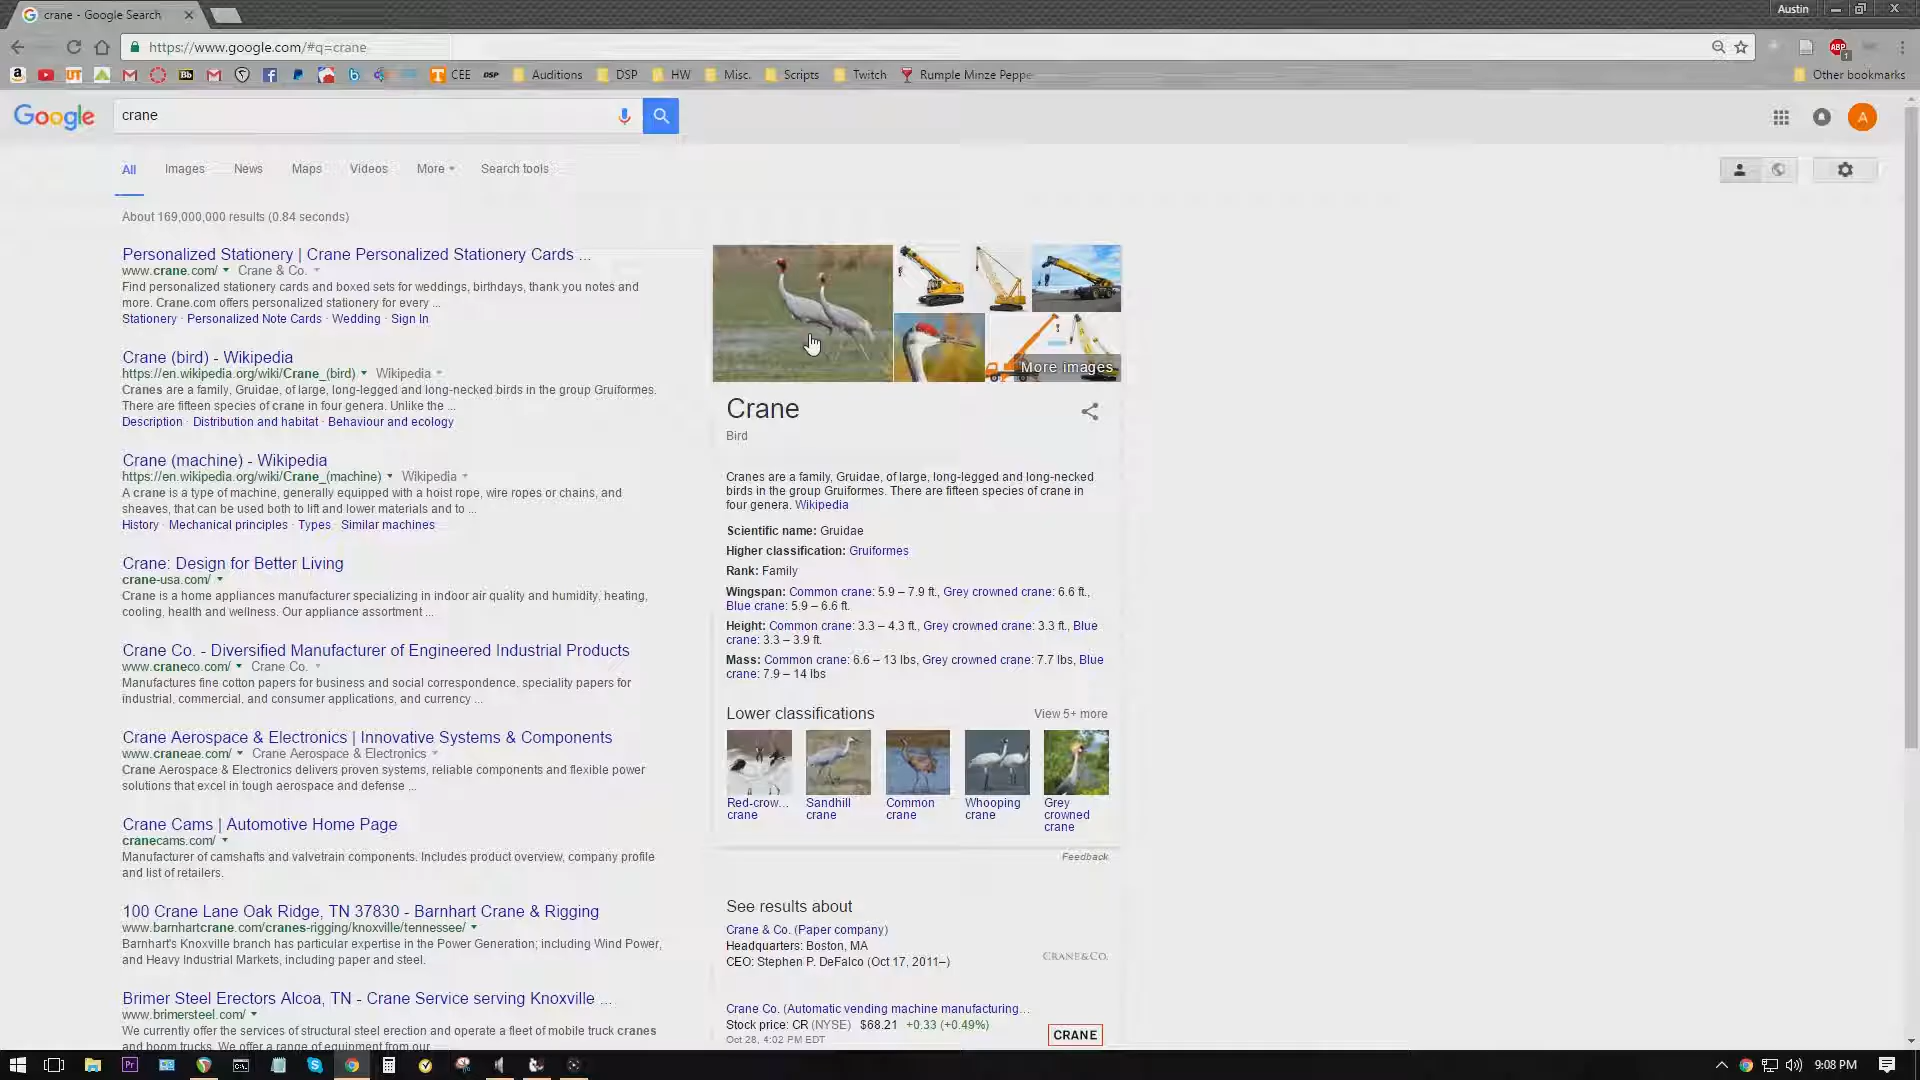 crane - Google Search
Austin
https://www.google.com/#q=crane
ABP
1
UT
Bb
CEE
DSP
Auditions
DSP
HW
Misc.
Scripts
Twitch
Rumple Minze Peppe
Other bookmarks
Google
crane
A
All
Images
News
Maps
Videos
More
Search tools
About 169,000,000 results (0.84 seconds)
Personalized Stationery | Crane Personalized Stationery Cards ...
www.crane.com/ Crane & Co.
Find personalized stationery cards and boxed sets for weddings, birthdays, thank you notes and
more. Crane.com offers personalized stationery for every ...
Stationery · Personalized Note Cards · Wedding · Sign In
Crane (bird) - Wikipedia
https://en.wikipedia.org/wiki/Crane_(bird) Wikipedia
Cranes are a family, Gruidae, of large, long-legged and long-necked birds in the group Gruiformes.
There are fifteen species of crane in four genera. Unlike the ...
Description · Distribution and habitat · Behaviour and ecology
Crane (machine) - Wikipedia
https://en.wikipedia.org/wiki/Crane_(machine) Wikipedia
A crane is a type of machine, generally equipped with a hoist rope, wire ropes or chains, and
sheaves, that can be used both to lift and lower materials and to ...
History · Mechanical principles · Types · Similar machines
Crane: Design for Better Living
crane-usa.com/
Crane is a home appliances manufacturer specializing in indoor air quality and humidity, heating,
cooling, health and wellness. Our appliance assortment ...
Crane Co. - Diversified Manufacturer of Engineered Industrial Products
www.craneco.com/ Crane Co.
Manufactures fine cotton papers for business and social correspondence, speciality papers for
industrial, commercial, and consumer applications, and currency ...
Crane Aerospace & Electronics | Innovative Systems & Components
www.craneae.com/ Crane Aerospace & Electronics
Crane Aerospace & Electronics delivers proven systems, reliable components and flexible power
solutions that excel in tough aerospace and defense ...
Crane Cams | Automotive Home Page
cranecams.com/
Manufacturer of camshafts and valvetrain components. Includes product overview, company profile
and list of retailers.
100 Crane Lane Oak Ridge, TN 37830 - Barnhart Crane & Rigging
www.barnhartcrane.com/cranes-rigging/knoxville/tennessee/
Barnhart's Knoxville branch has particular expertise in the Power Generation; including Wind Power,
and Heavy Industrial Markets, including paper and steel.
Brimer Steel Erectors Alcoa, TN - Crane Service serving Knoxville ...
www.brimersteel.com/
We currently offer the services of structural steel erection and operate a fleet of mobile truck cranes
and boom trucks. We offer a range of equipment from our
More images
Crane
Bird
Cranes are a family, Gruidae, of large, long-legged and long-necked
birds in the group Gruiformes. There are fifteen species of crane in
four genera. Wikipedia
Scientific name: Gruidae
Higher classification: Gruiformes
Rank: Family
Wingspan: Common crane: 5.9 – 7.9 ft., Grey crowned crane: 6.6 ft.,
Blue crane: 5.9 – 6.6 ft.
Height: Common crane: 3.3 – 4.3 ft., Grey crowned crane: 3.3 ft., Blue
crane: 3.3 – 3.9 ft.
Mass: Common crane: 6.6 – 13 lbs, Grey crowned crane: 7.7 lbs, Blue
crane: 7.9 – 14 lbs
Lower classifications
View 5+ more
Red-crow... crane
Sandhill crane
Common crane
Whooping crane
Grey crowned crane
Feedback
See results about
Crane & Co. (Paper company)
Headquarters: Boston, MA
CEO: Stephen P. DeFalco (Oct 17, 2011–)
CRANE&CO.
Crane Co. (Automatic vending machine manufacturing...
Stock price: CR (NYSE) $68.21 +0.33 (+0.49%)
Oct 28, 4:02 PM EDT
CRANE
Pr
9:08 PM